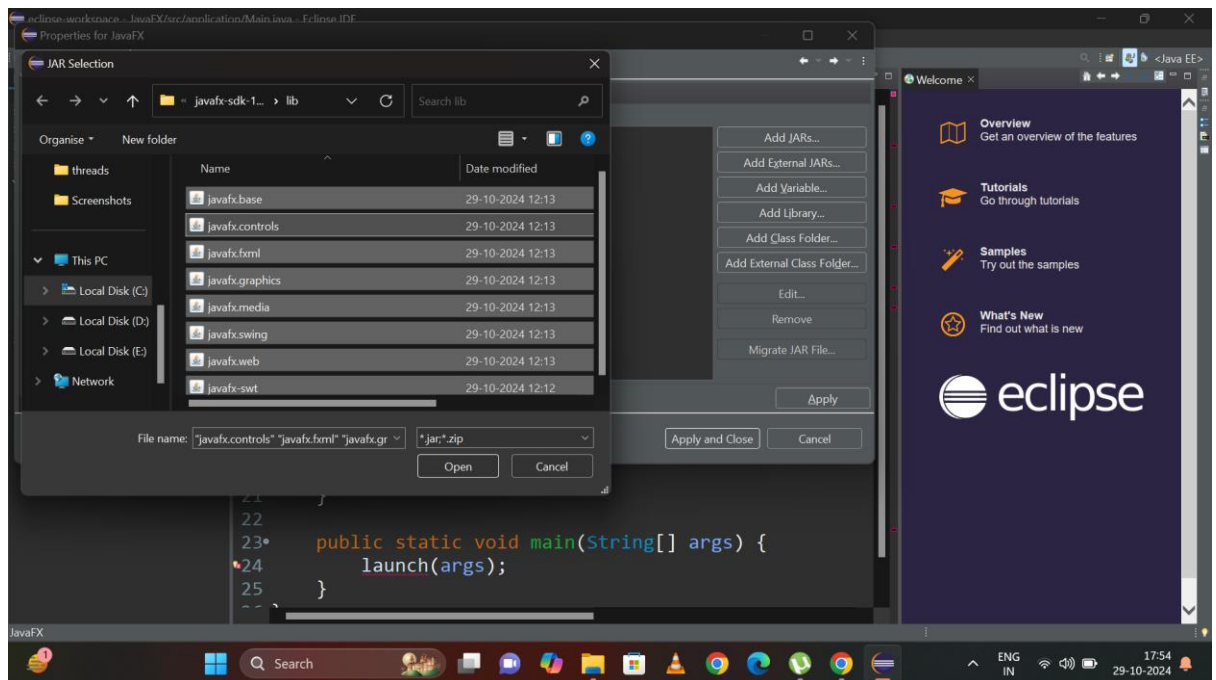 eclipse-workspace - JavaFX/src/application/Main.java - Eclipse IDE
Properties for JavaFX
JAR Selection
<Java EE>
javafx-sdk-1... > lib
Search lib
Welcome
Organise
New folder
threads
Screenshots
This PC
Local Disk (C:)
Local Disk (D:)
Local Disk (E:)
Network
Name
Date modified
javafx.base
29-10-2024 12:13
javafx.controls
29-10-2024 12:13
javafx.fxml
29-10-2024 12:13
javafx.graphics
29-10-2024 12:13
javafx.media
29-10-2024 12:13
javafx.swing
29-10-2024 12:13
javafx.web
29-10-2024 12:13
javafx-swt
29-10-2024 12:12
File name:
"javafx.controls" "javafx.fxml" "javafx.gr
*.jar;*.zip
Open
Cancel
Add JARs...
Add External JARs...
Add Variable...
Add Library...
Add Class Folder...
Add External Class Folder...
Edit...
Remove
Migrate JAR File...
Apply
Apply and Close
Cancel
Overview
Get an overview of the features
Tutorials
Go through tutorials
Samples
Try out the samples
What's New
Find out what is new
eclipse
21 }
22
23 public static void main(String[] args) {
24 launch(args);
25 }
JavaFX
1
Search
ENG
IN
17:54
29-10-2024